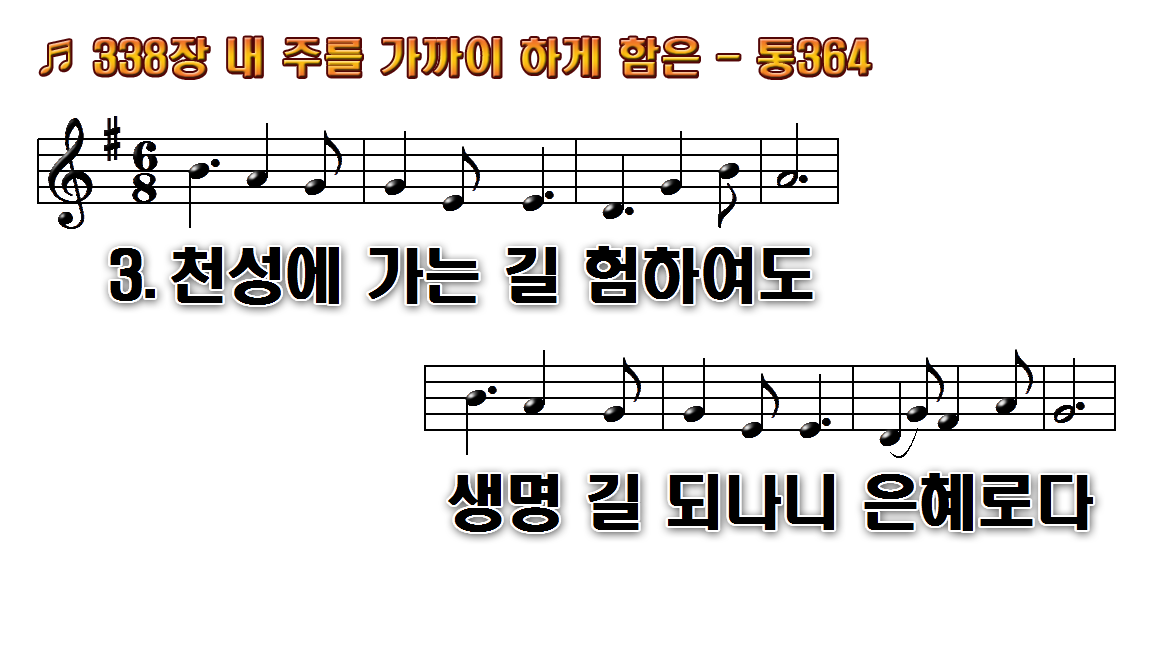 ♬ 338장 내 주를 가까이 하게 함은 - 통364
6
8
3. 천성에 가는 길 험하여도
생명 길 되나니 은혜로다